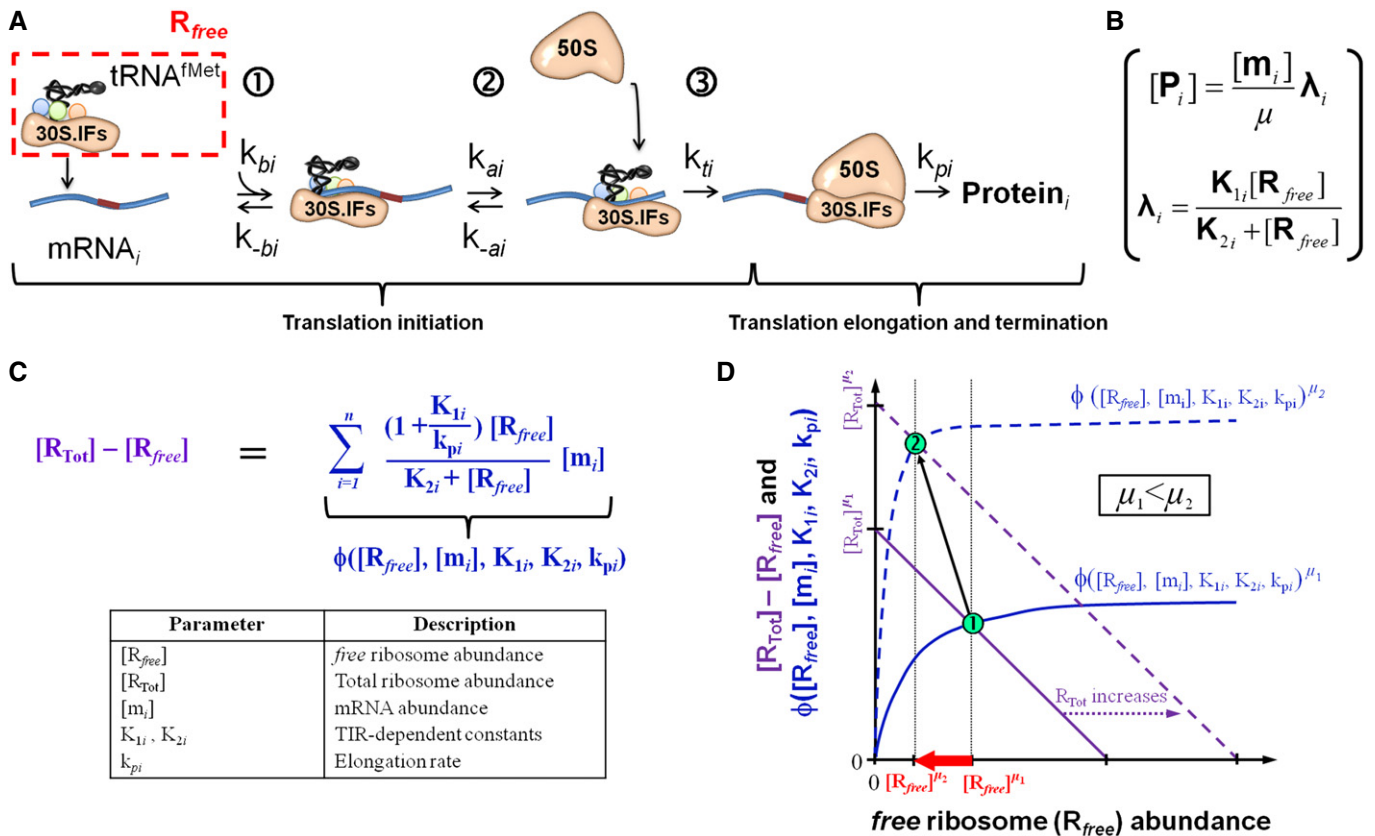 A
R_free
tRNA^fMet
30S.IFs
mRNA_i
①
k_bi
k_-bi
30S.IFs
②
k_ai
k_-ai
50S
30S.IFs
③
k_ti
50S
30S.IFs
k_pi
Protein_i
Translation initiation
Translation elongation and termination
B
[P_i] = [m_i]/μ λ_i
λ_i = K_1i[R_free]/K_2i + [R_free]
C
[R_Tot] – [R_free] = ∑_{i=1}^{n} (1 + K_1i/k_pi) [R_free]/K_2i + [R_free] [m_i]
ϕ([R_free], [m_i], K_1i, K_2i, k_pi)
Parameter Description
[R_free] free ribosome abundance
[R_Tot] Total ribosome abundance
[m_i] mRNA abundance
K_1i , K_2i TIR-dependent constants
k_pi Elongation rate
D
[R_Tot] – [R_free] and
ϕ([R_free], [m_i], K_1i, K_2i, k_pi)
[R_Tot]^μ2
[R_Tot]^μ1
0
ϕ ([R_free], [m_i], K_1i, K_2i, k_pi)^μ2
μ_1<μ_2
ϕ([R_free], [m_i], K_1i, K_2i, k_pi)^μ1
2
1
R_Tot increases
0 [R_free]^μ2 [R_free]^μ1
free ribosome (R_free) abundance